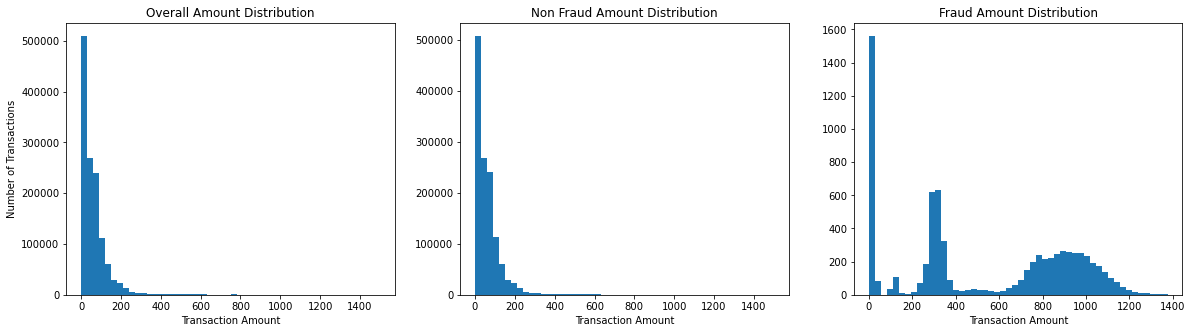 Overall Amount Distribution
Non Fraud Amount Distribution
Fraud Amount Distribution
Number of Transactions
500000
400000
300000
200000
100000
0
0 200 400 600 800 1000 1200 1400
Transaction Amount
500000
400000
300000
200000
100000
0
0 200 400 600 800 1000 1200 1400
Transaction Amount
1600
1400
1200
1000
800
600
400
200
0
0 200 400 600 800 1000 1200 1400
Transaction Amount